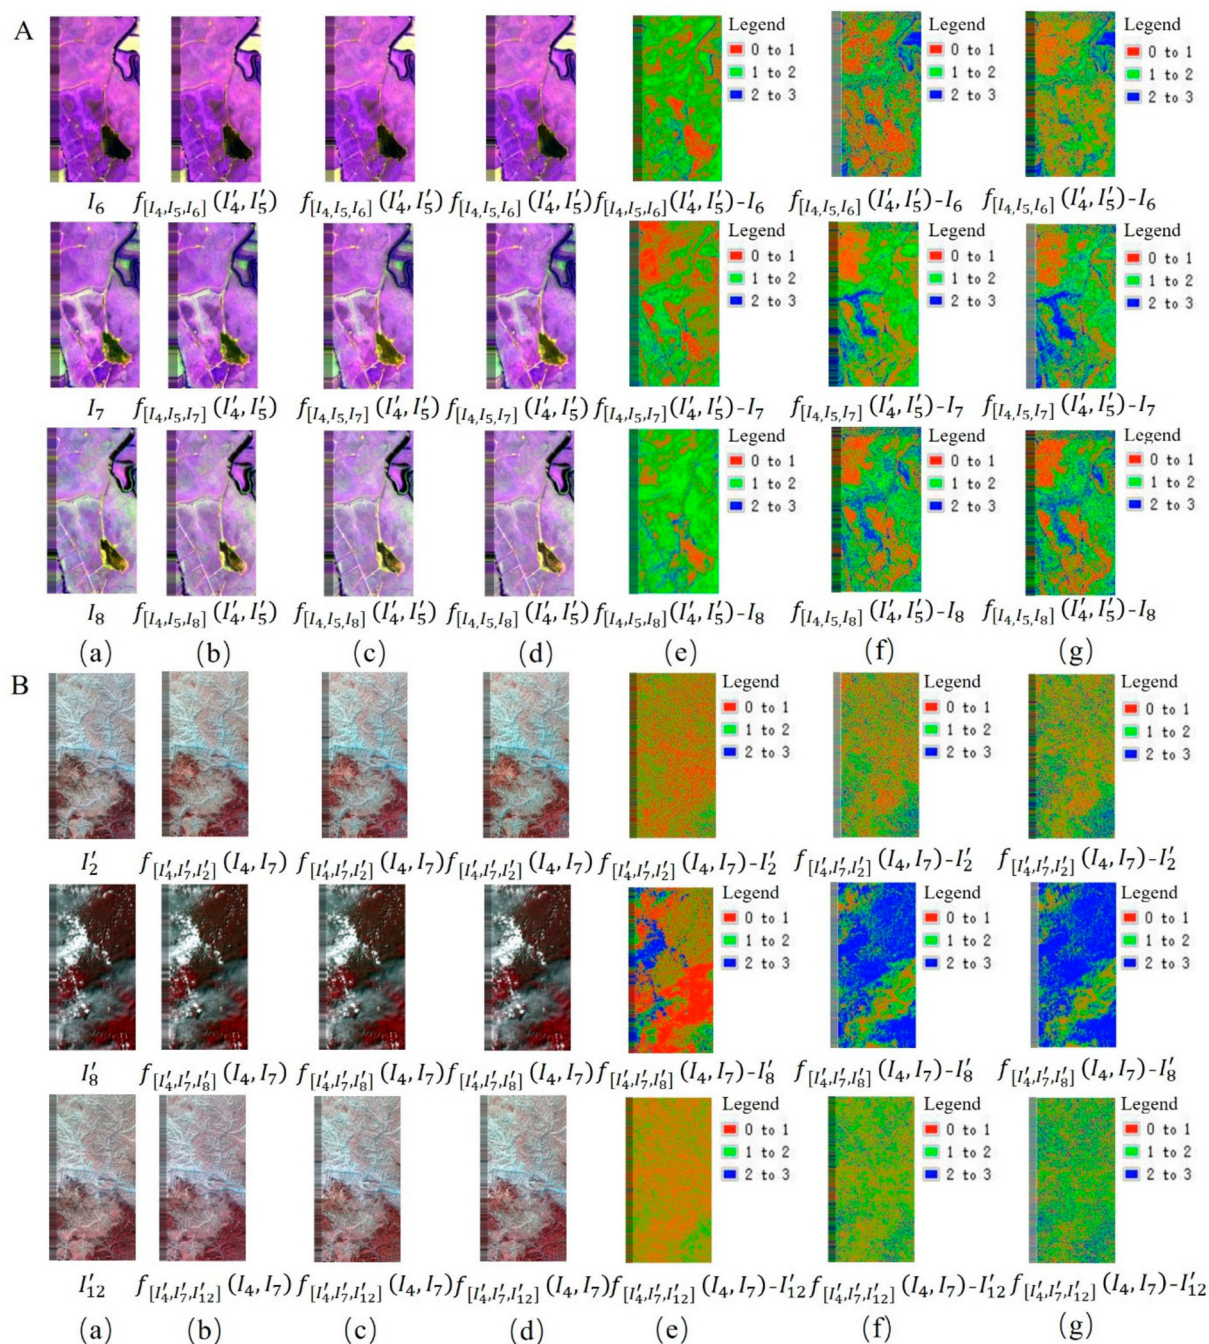 A
Legend Legend Legend
0 to 1 0 to 1 0 to 1
1 to 2 1 to 2 1 to 2
2 to 3 2 to 3 2 to 3
I₆ f[I₄,I₅,I₆](I′₄, I′₅) f[I₄,I₅,I₆](I′₄, I′₅) f[I₄,I₅,I₆](I′₄, I′₅) f[I₄,I₅,I₆](I′₄, I′₅)-I₆ f[I₄,I₅,I₆](I′₄, I′₅)-I₆ f[I₄,I₅,I₆](I′₄, I′₅)-I₆
Legend Legend Legend
0 to 1 0 to 1 0 to 1
1 to 2 1 to 2 1 to 2
2 to 3 2 to 3 2 to 3
I₇ f[I₄,I₅,I₇](I′₄, I′₅) f[I₄,I₅,I₇](I′₄, I′₅) f[I₄,I₅,I₇](I′₄, I′₅) f[I₄,I₅,I₇](I′₄, I′₅)-I₇ f[I₄,I₅,I₇](I′₄, I′₅)-I₇ f[I₄,I₅,I₇](I′₄, I′₅)-I₇
Legend Legend Legend
0 to 1 0 to 1 0 to 1
1 to 2 1 to 2 1 to 2
2 to 3 2 to 3 2 to 3
I₈ f[I₄,I₅,I₈](I′₄, I′₅) f[I₄,I₅,I₈](I′₄, I′₅) f[I₄,I₅,I₈](I′₄, I′₅) f[I₄,I₅,I₈](I′₄, I′₅)-I₈ f[I₄,I₅,I₈](I′₄, I′₅)-I₈ f[I₄,I₅,I₈](I′₄, I′₅)-I₈
(a) (b) (c) (d) (e) (f) (g)
B
Legend Legend Legend
0 to 1 0 to 1 0 to 1
1 to 2 1 to 2 1 to 2
2 to 3 2 to 3 2 to 3
I′₂ f[I′₄,I′₇,I′₂](I₄, I₇) f[I′₄,I′₇,I′₂](I₄, I₇) f[I′₄,I′₇,I′₂](I₄, I₇) f[I′₄,I′₇,I′₂](I₄, I₇)-I′₂ f[I′₄,I′₇,I′₂](I₄, I₇)-I′₂ f[I′₄,I′₇,I′₂](I₄, I₇)-I′₂
Legend Legend Legend
0 to 1 0 to 1 0 to 1
1 to 2 1 to 2 1 to 2
2 to 3 2 to 3 2 to 3
I′₈ f[I′₄,I′₇,I′₈](I₄, I₇) f[I′₄,I′₇,I′₈](I₄, I₇) f[I′₄,I′₇,I′₈](I₄, I₇) f[I′₄,I′₇,I′₈](I₄, I₇)-I′₈ f[I′₄,I′₇,I′₈](I₄, I₇)-I′₈ f[I′₄,I′₇,I′₈](I₄, I₇)-I′₈
Legend Legend Legend
0 to 1 0 to 1 0 to 1
1 to 2 1 to 2 1 to 2
2 to 3 2 to 3 2 to 3
I′₁₂ f[I′₄,I′₇,I′₁₂](I₄, I₇) f[I′₄,I′₇,I′₁₂](I₄, I₇) f[I′₄,I′₇,I′₁₂](I₄, I₇) f[I′₄,I′₇,I′₁₂](I₄, I₇)-I′₁₂ f[I′₄,I′₇,I′₁₂](I₄, I₇)-I′₁₂ f[I′₄,I′₇,I′₁₂](I₄, I₇)-I′₁₂
(a) (b) (c) (d) (e) (f) (g)